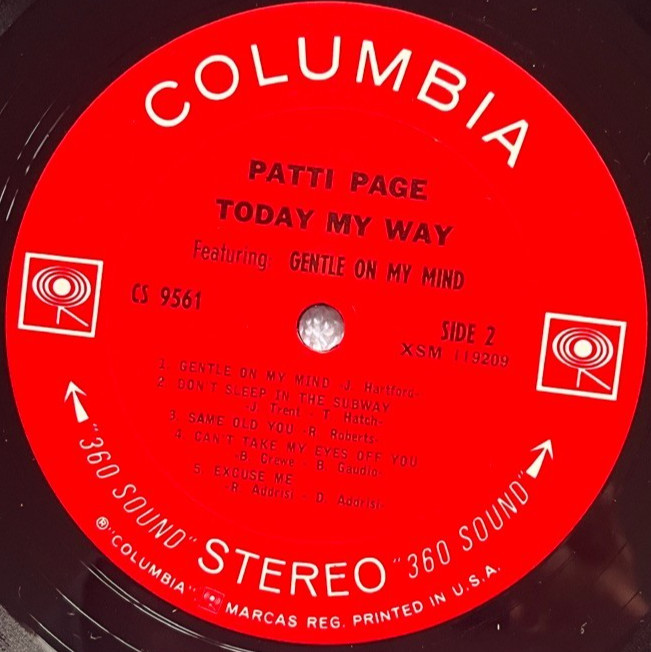 COLUMBIA
PATTI PAGE
TODAY MY WAY
Featuring GENTLE ON MY MIND
CS 9561
SIDE 2
XSM 119209
1. GENTLE ON MY MIND -J. Hartford-
2. DON'T SLEEP IN THE SUBWAY
-J. Trent - T. Hatch-
3. SAME OLD YOU -R. Roberts-
4. CAN'T TAKE MY EYES OFF YOU
-B. Crewe - B. Gaudio-
5. EXCUSE ME
-R. Addrisi - D. Addrisi-
"360 SOUND" STEREO "360 SOUND"
®"COLUMBIA" MARCAS REG. PRINTED IN U.S.A.